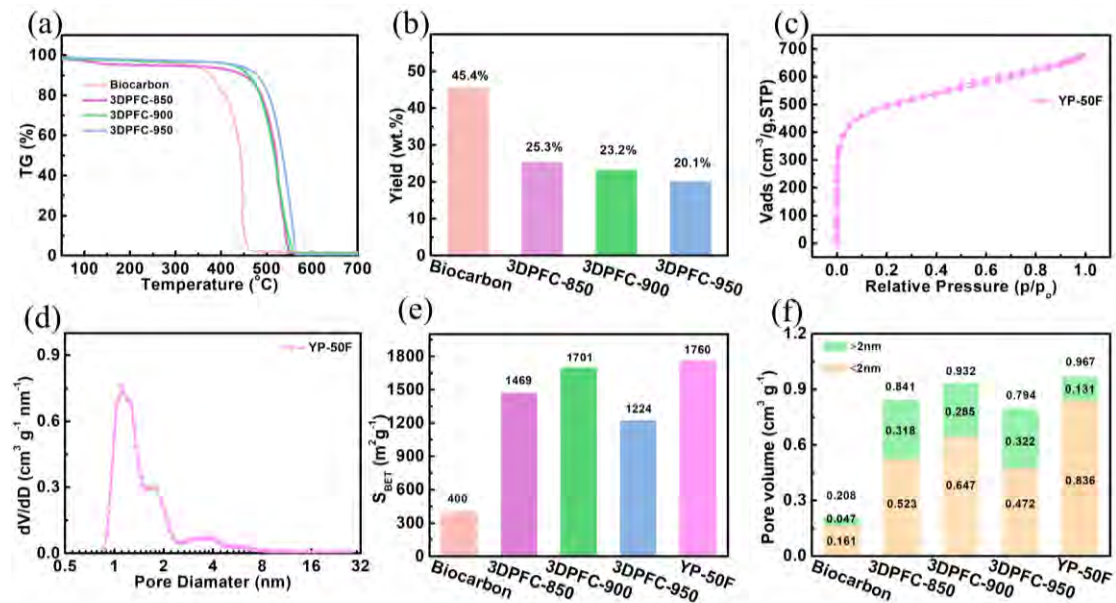 (a)
100
80
60
40
20
0
TG (%)
Biocarbon
3DPFC-850
3DPFC-900
3DPFC-950
100 200 300 400 500 600 700
Temperature (°C)
(b)
60
50
40
30
20
10
0
Yield (wt.%)
45.4%
25.3%
23.2%
20.1%
Biocarbon
3DPFC-850
3DPFC-900
3DPFC-950
(c)
700
600
500
400
300
200
100
0
Vads (cm⁻³/g,STP)
YP-50F
0.0 0.2 0.4 0.6 0.8 1.0
Relative Pressure (p/pₒ)
(d)
0.9
0.6
0.3
0.0
dV/dD (cm³ g⁻¹ nm⁻¹)
YP-50F
0.5 1 2 4 8 16 32
Pore Diamater (nm)
(e)
1800
1500
1200
900
600
300
0
S_BET (m²g⁻¹)
400
1469
1701
1224
1760
Biocarbon
3DPFC-850
3DPFC-900
3DPFC-950
YP-50F
(f)
1.2
0.9
0.6
0.3
0.0
Pore volume (cm³ g⁻¹)
>2nm
<2nm
0.208
0.047
0.161
0.841
0.318
0.523
0.932
0.285
0.647
0.794
0.322
0.472
0.967
0.131
0.836
Biocarbon
3DPFC-850
3DPFC-900
3DPFC-950
YP-50F